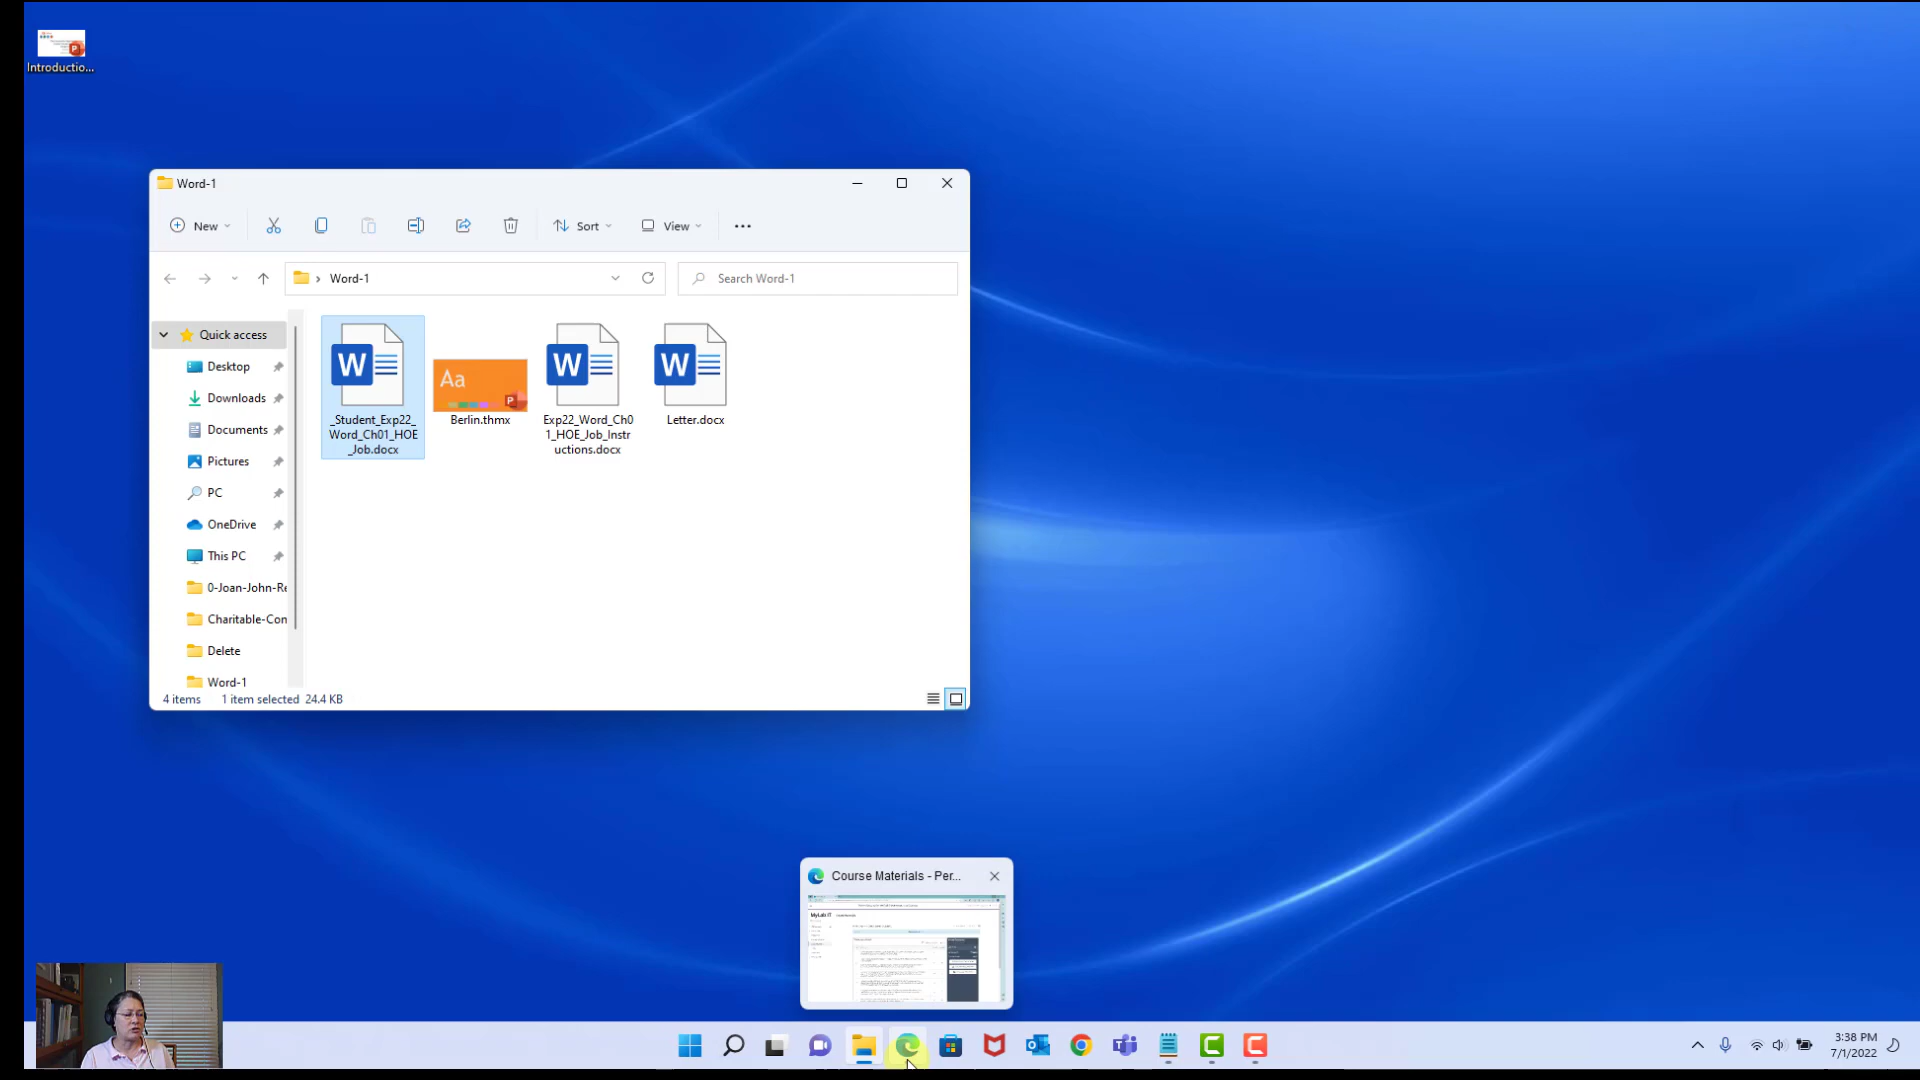 Introductio...
Word-1
New
Sort
View
Word-1
Search Word-1
Quick access
Desktop
Downloads
Documents
Pictures
PC
OneDrive
This PC
0-Joan-John-Re
Charitable-Con
Delete
Word-1
_Student_Exp22_
Word_Ch01_HOE
_Job.docx
Aa
Berlin.thmx
Exp22_Word_Ch0
1_HOE_Job_Instr
uctions.docx
Letter.docx
4 items 1 item selected 24.4 KB
Course Materials - Per...
MyLab IT
3:38 PM
7/1/2022